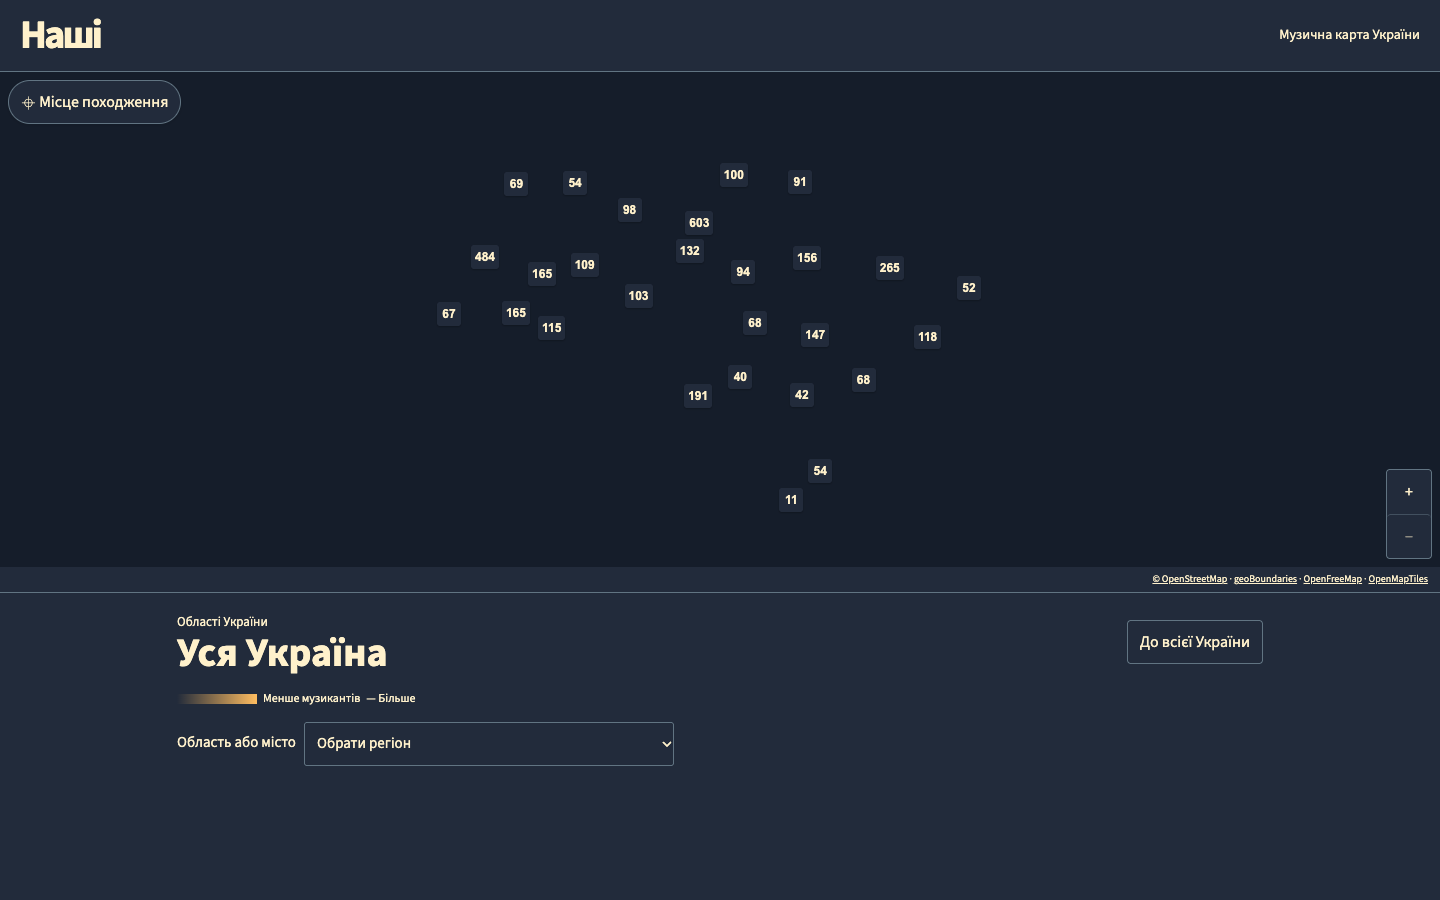 Наші
Музична карта України
Місце походження
69
54
100
91
98
603
484
165
109
132
94
156
265
52
103
67
165
115
68
147
118
40
191
42
68
54
11
+
−
© OpenStreetMap · geoBoundaries · OpenFreeMap · OpenMapTiles
Області України
Уся Україна
До всієї України
Менше музикантів — Більше
Область або місто
Обрати регіон